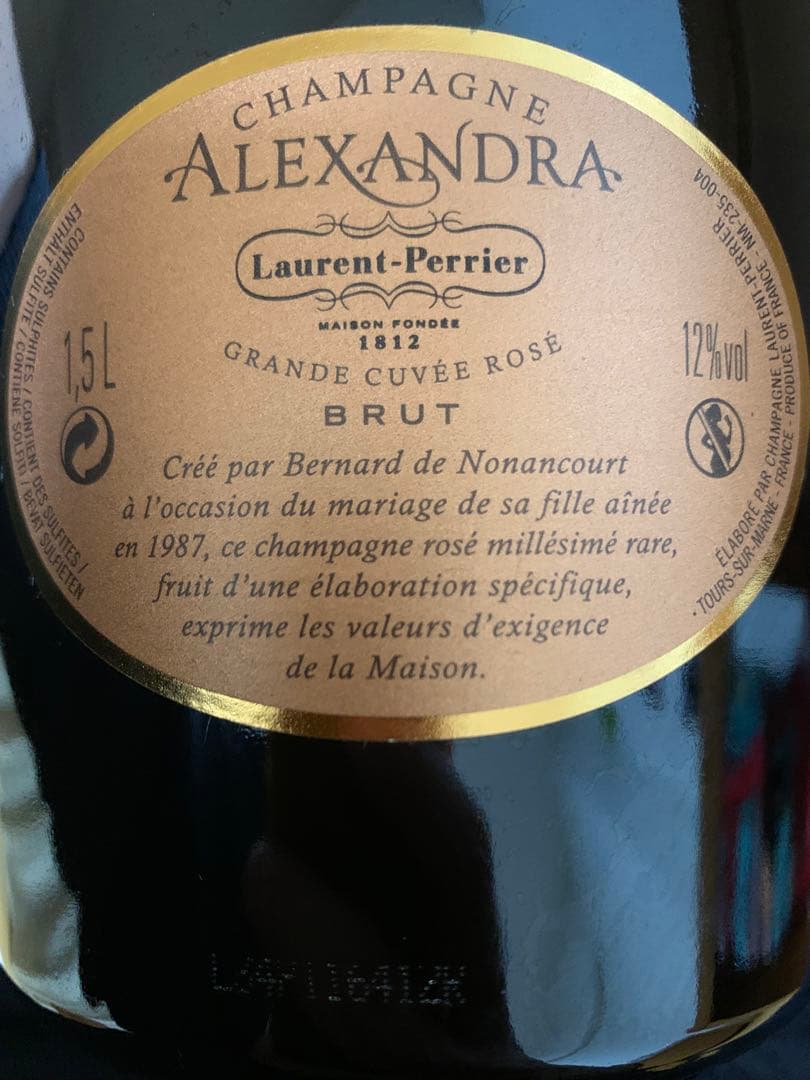 CHAMPAGNE
ALEXANDRA
Laurent-Perrier
MAISON FONDÉE
1812
GRANDE CUVÉE ROSÉ
BRUT
1,5 L
12%vol
Créé par Bernard de Nonancourt
à l'occasion du mariage de sa fille aînée
en 1987, ce champagne rosé millésimé rare,
fruit d'une élaboration spécifique,
exprime les valeurs d'exigence
de la Maison.
CONTAINS SULPHITES / CONTIENT DES SULFITES /
ENTHÄLT SULFITE / CONTIENE SOLFITI / BEVAT SULFIETEN
ÉLABORÉ PAR CHAMPAGNE LAURENT-PERRIER
· TOURS-SUR-MARNE - FRANCE - PRODUCE OF FRANCE - NM-235-004